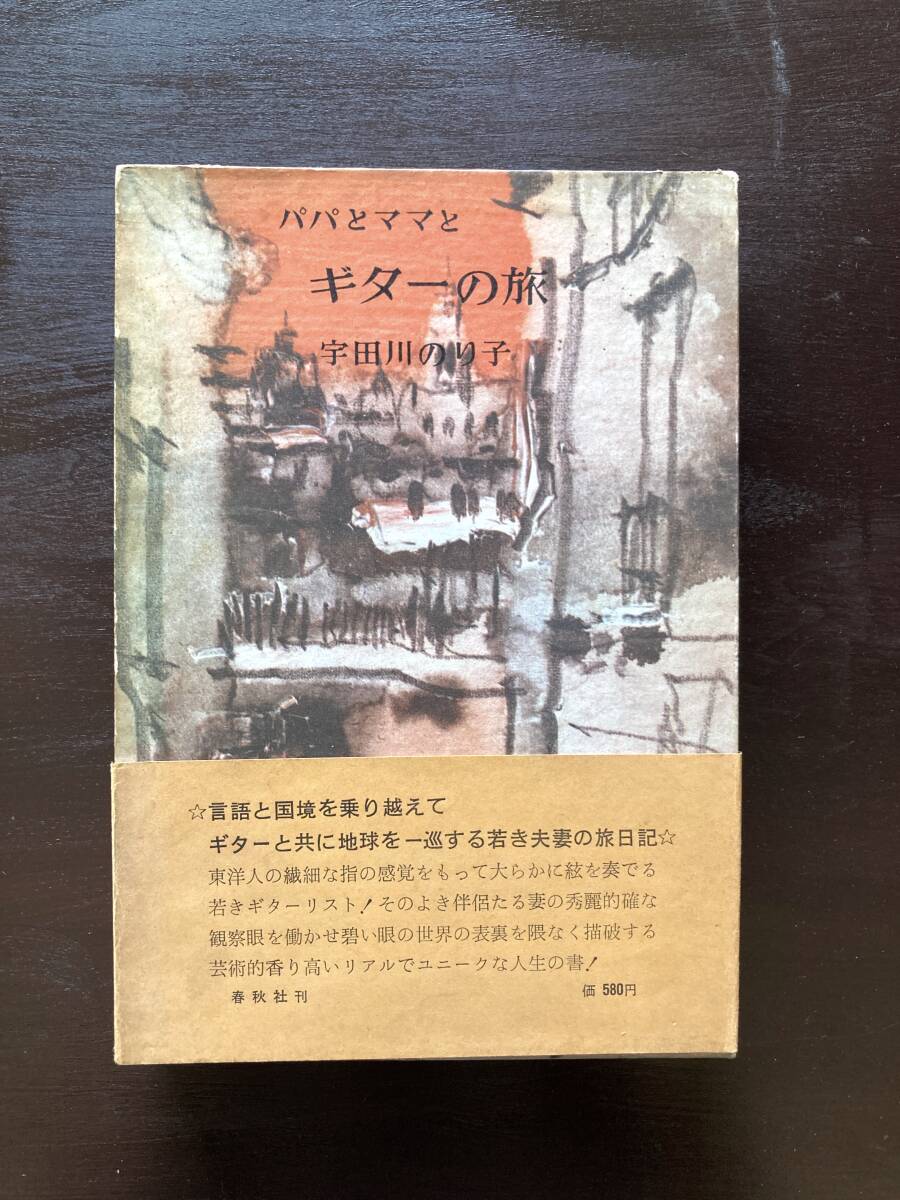 パパとママと
ギターの旅
宇田川のり子
☆言語と国境を乗り越えて
ギターと共に地球を一巡する若き夫妻の旅日記☆
東洋人の繊細な指の感覚をもって大らかに絃を奏でる
若きギターリスト!そのよき伴侶たる妻の秀麗的確な
観察眼を働かせ碧い眼の世界の表裏を隈なく描破する
芸術的香り高いリアルでユニークな人生の書!
春秋社刊 価 580円